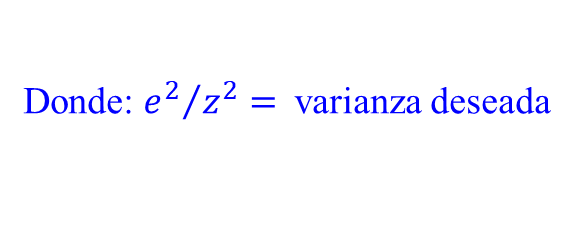 Donde: e²/z² = varianza deseada